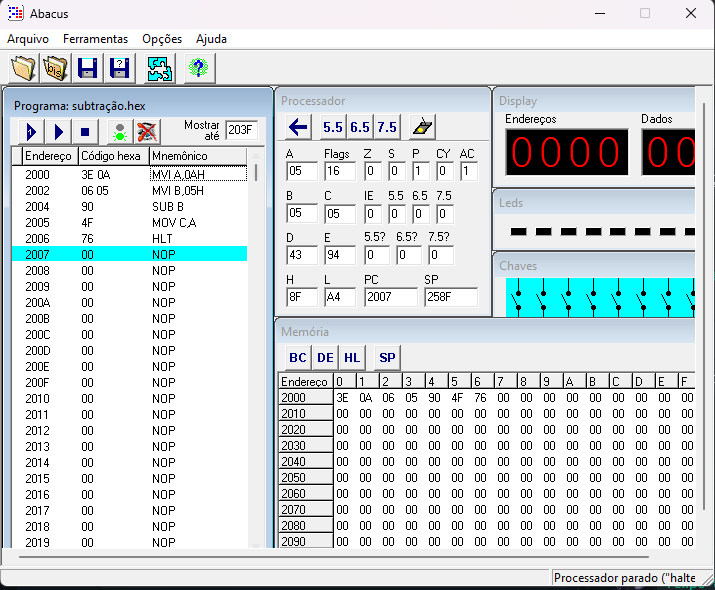 Abacus
Arquivo Ferramentas Opções Ajuda
Programa: subtração.hex
Mostrar até 203F
Endereço Código hexa Mnemônico
2000 3E 0A MVI A,0AH
2002 06 05 MVI B,05H
2004 90 SUB B
2005 4F MOV C,A
2006 76 HLT
2007 00 NOP
2008 00 NOP
2009 00 NOP
200A 00 NOP
200B 00 NOP
200C 00 NOP
200D 00 NOP
200E 00 NOP
200F 00 NOP
2010 00 NOP
2011 00 NOP
2012 00 NOP
2013 00 NOP
2014 00 NOP
2015 00 NOP
2016 00 NOP
2017 00 NOP
2018 00 NOP
2019 00 NOP
Processador
5.5 6.5 7.5
A Flags Z S P CY AC
05 16 0 0 1 0 1
B C IE 5.5 6.5 7.5
05 05 0 0 0 0
D E 5.5? 6.5? 7.5?
43 94 0 0 0
H L PC SP
8F A4 2007 258F
Display
Endereços Dados
0000 00
Leds
Chaves
Memória
BC DE HL SP
Endereço 0 1 2 3 4 5 6 7 8 9 A B C D E F
2000 3E 0A 06 05 90 4F 76 00 00 00 00 00 00 00 00 00
2010 00 00 00 00 00 00 00 00 00 00 00 00 00 00 00 00
2020 00 00 00 00 00 00 00 00 00 00 00 00 00 00 00 00
2030 00 00 00 00 00 00 00 00 00 00 00 00 00 00 00 00
2040 00 00 00 00 00 00 00 00 00 00 00 00 00 00 00 00
2050 00 00 00 00 00 00 00 00 00 00 00 00 00 00 00 00
2060 00 00 00 00 00 00 00 00 00 00 00 00 00 00 00 00
2070 00 00 00 00 00 00 00 00 00 00 00 00 00 00 00 00
2080 00 00 00 00 00 00 00 00 00 00 00 00 00 00 00 00
2090 00 00 00 00 00 00 00 00 00 00 00 00 00 00 00 00
Processador parado ("halte